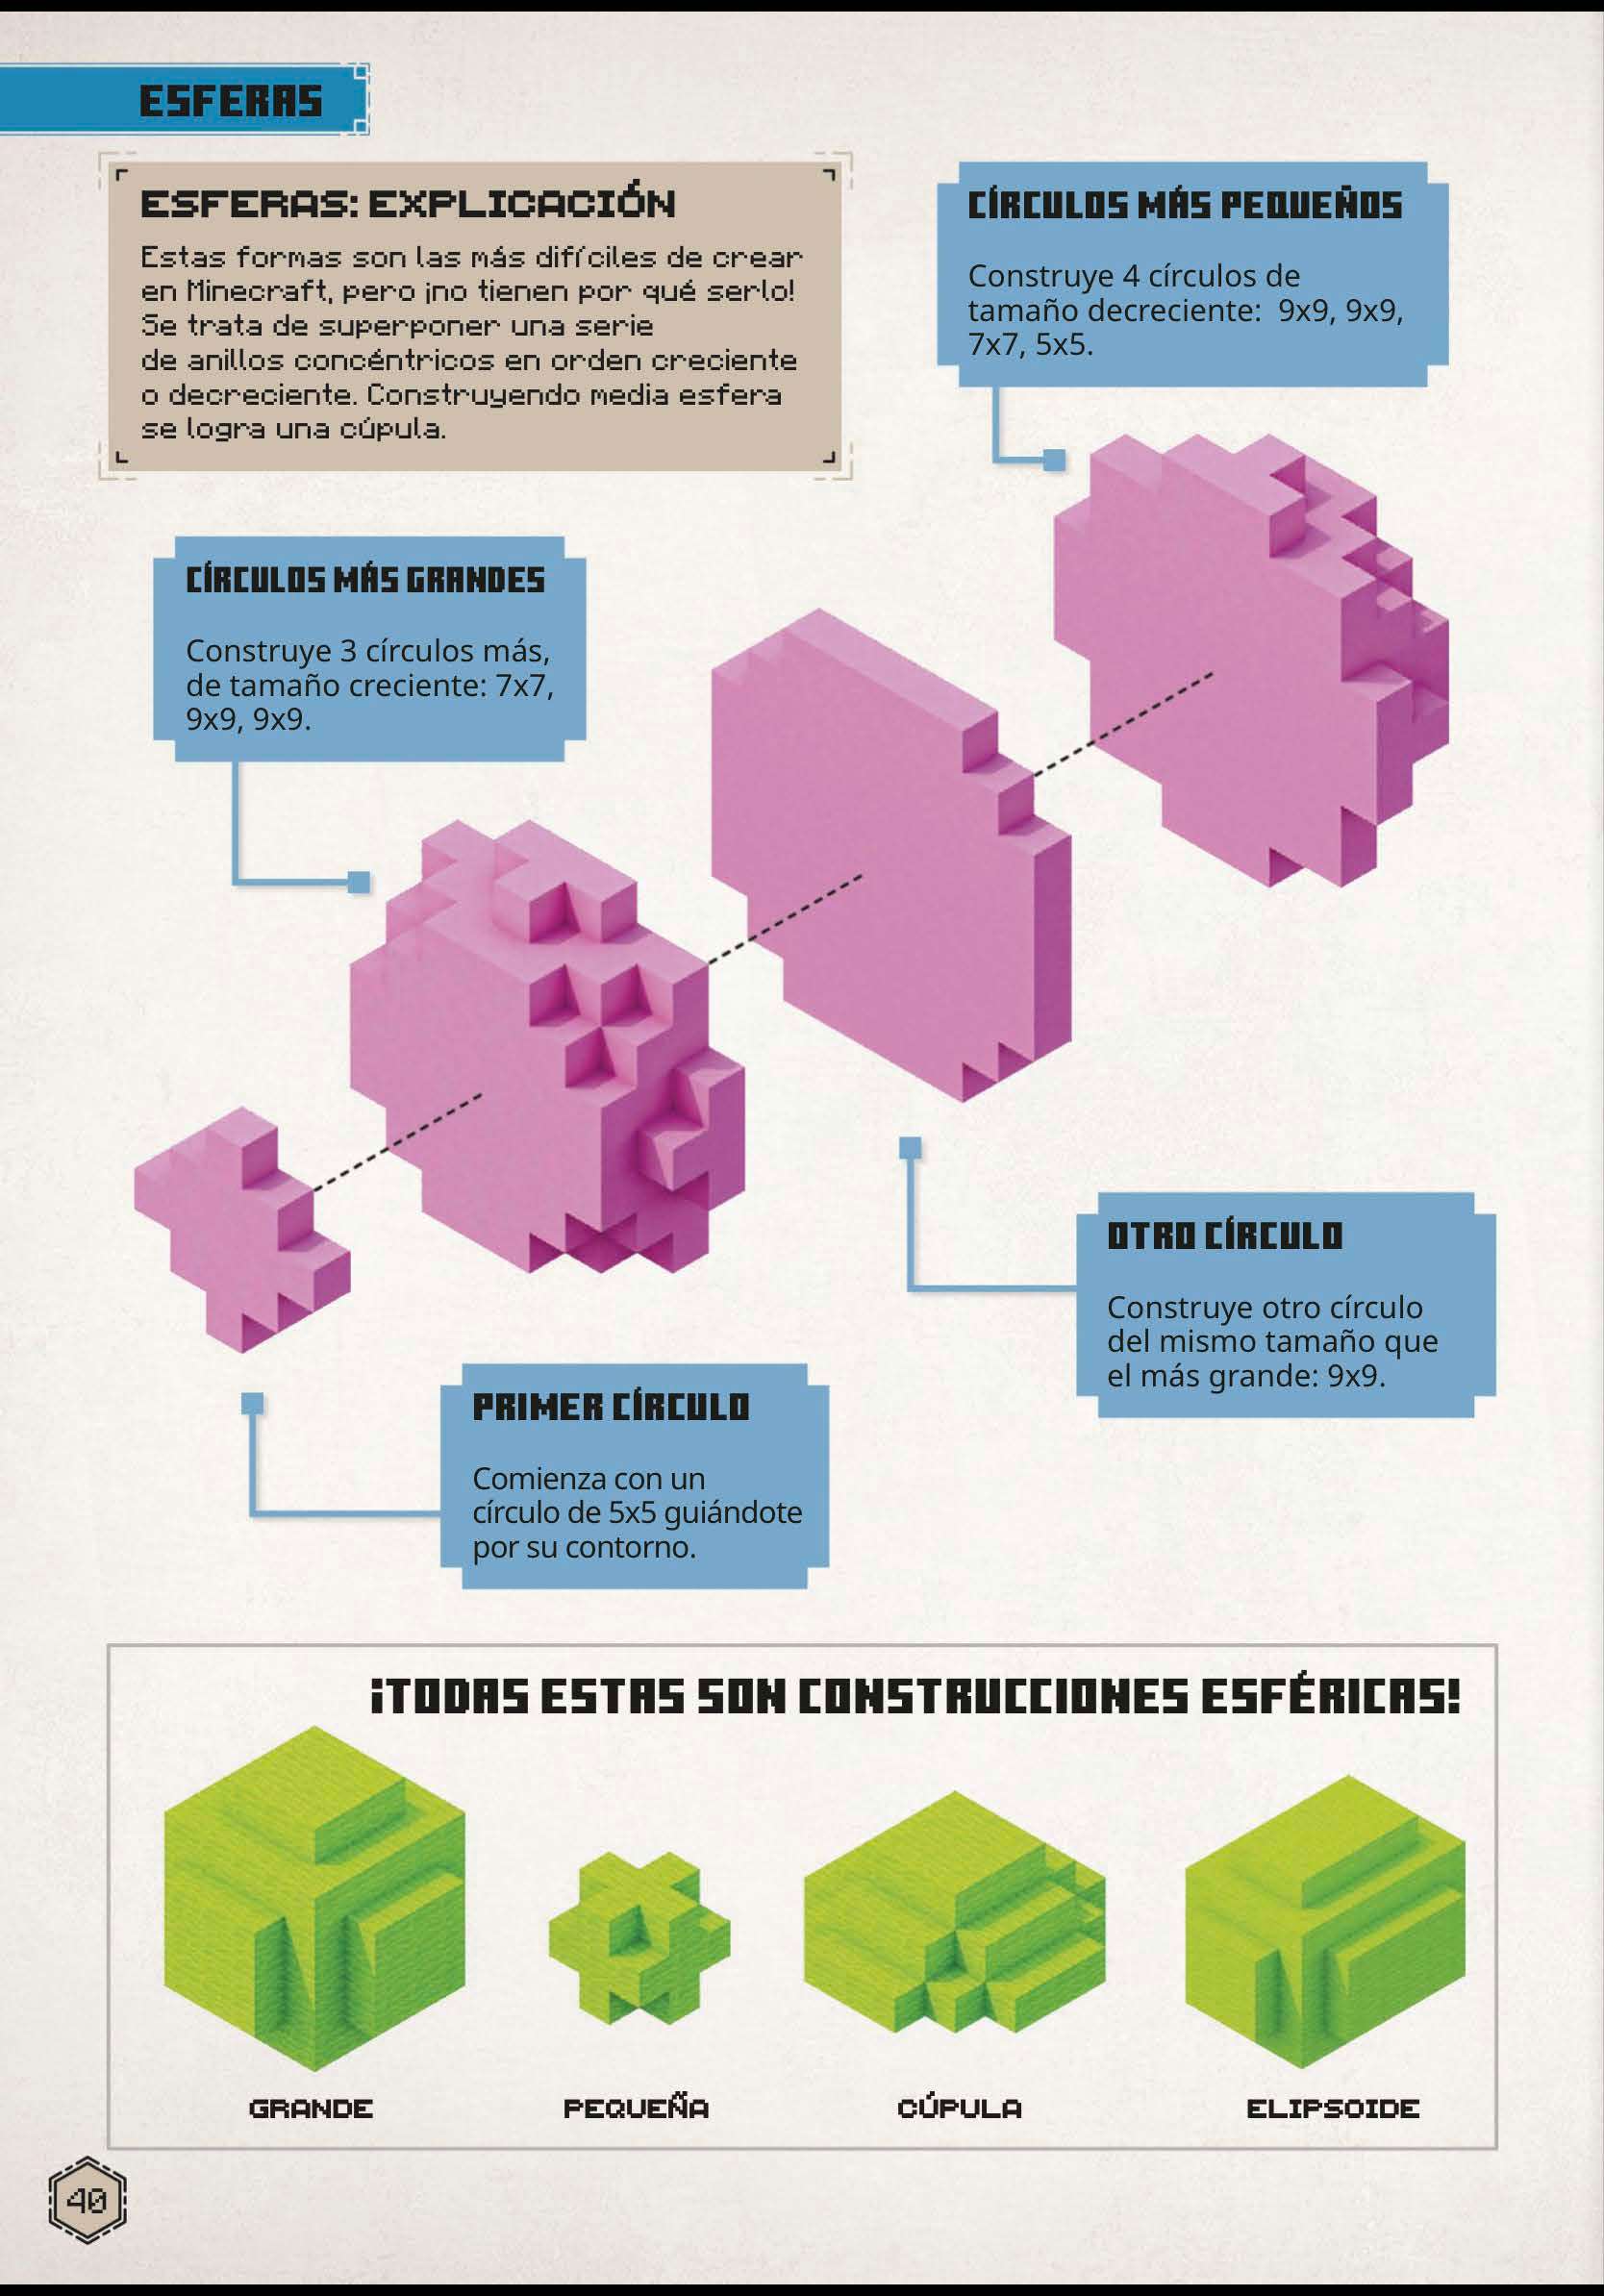 ESFERAS
ESFERAS: EXPLICACIÓN
Estas formas son las más difíciles de crear
en Minecraft, pero ¡no tienen por qué serlo!
Se trata de superponer una serie
de anillos concéntricos en orden creciente
o decreciente. Construyendo media esfera
se logra una cúpula.
CÍRCULOS MÁS PEQUEÑOS
Construye 4 círculos de
tamaño decreciente:  9x9, 9x9,
7x7, 5x5.
CÍRCULOS MÁS GRANDES
Construye 3 círculos más,
de tamaño creciente: 7x7,
9x9, 9x9.
OTRO CÍRCULO
Construye otro círculo
del mismo tamaño que
el más grande: 9x9.
PRIMER CÍRCULO
Comienza con un
círculo de 5x5 guiándote
por su contorno.
¡TODAS ESTAS SON CONSTRUCCIONES ESFÉRICAS!
GRANDE
PEQUEÑA
CÚPULA
ELIPSOIDE
40